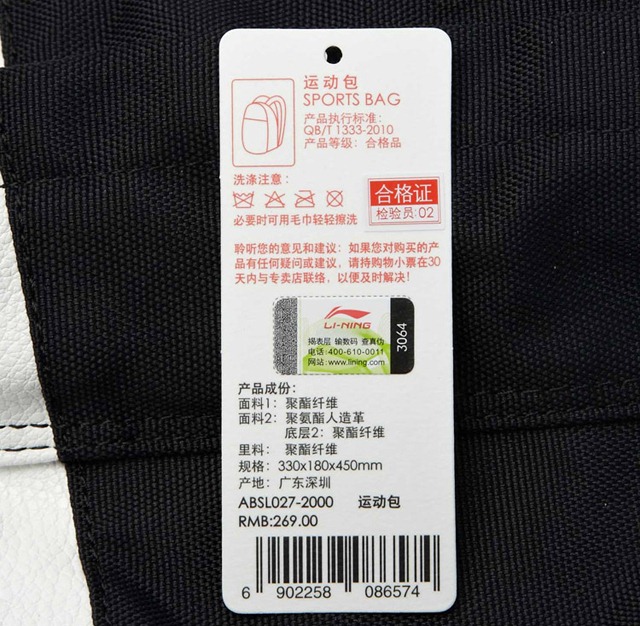 运动包
SPORTS BAG
产品执行标准：
QB/T 1333-2010
产品等级：合格品
洗涤注意：
合格证
检验员:02
必要时可用毛巾轻轻擦洗
聆听您的意见和建议：如果您对购买的产
品有任何疑问或建议，请持购物小票在30
天内与专卖店联络，以便及时解决！
LI-NING
揭表层 输数码 查真伪
电话:400-610-0011
网站:www.lining.com
3064
产品成份：
面料1：聚酯纤维
面料2：聚氨酯人造革
底层2：聚酯纤维
里料：聚酯纤维
规格：330x180x450mm
产地：广东深圳
ABSL027-2000 运动包
RMB:269.00
6 902258 086574